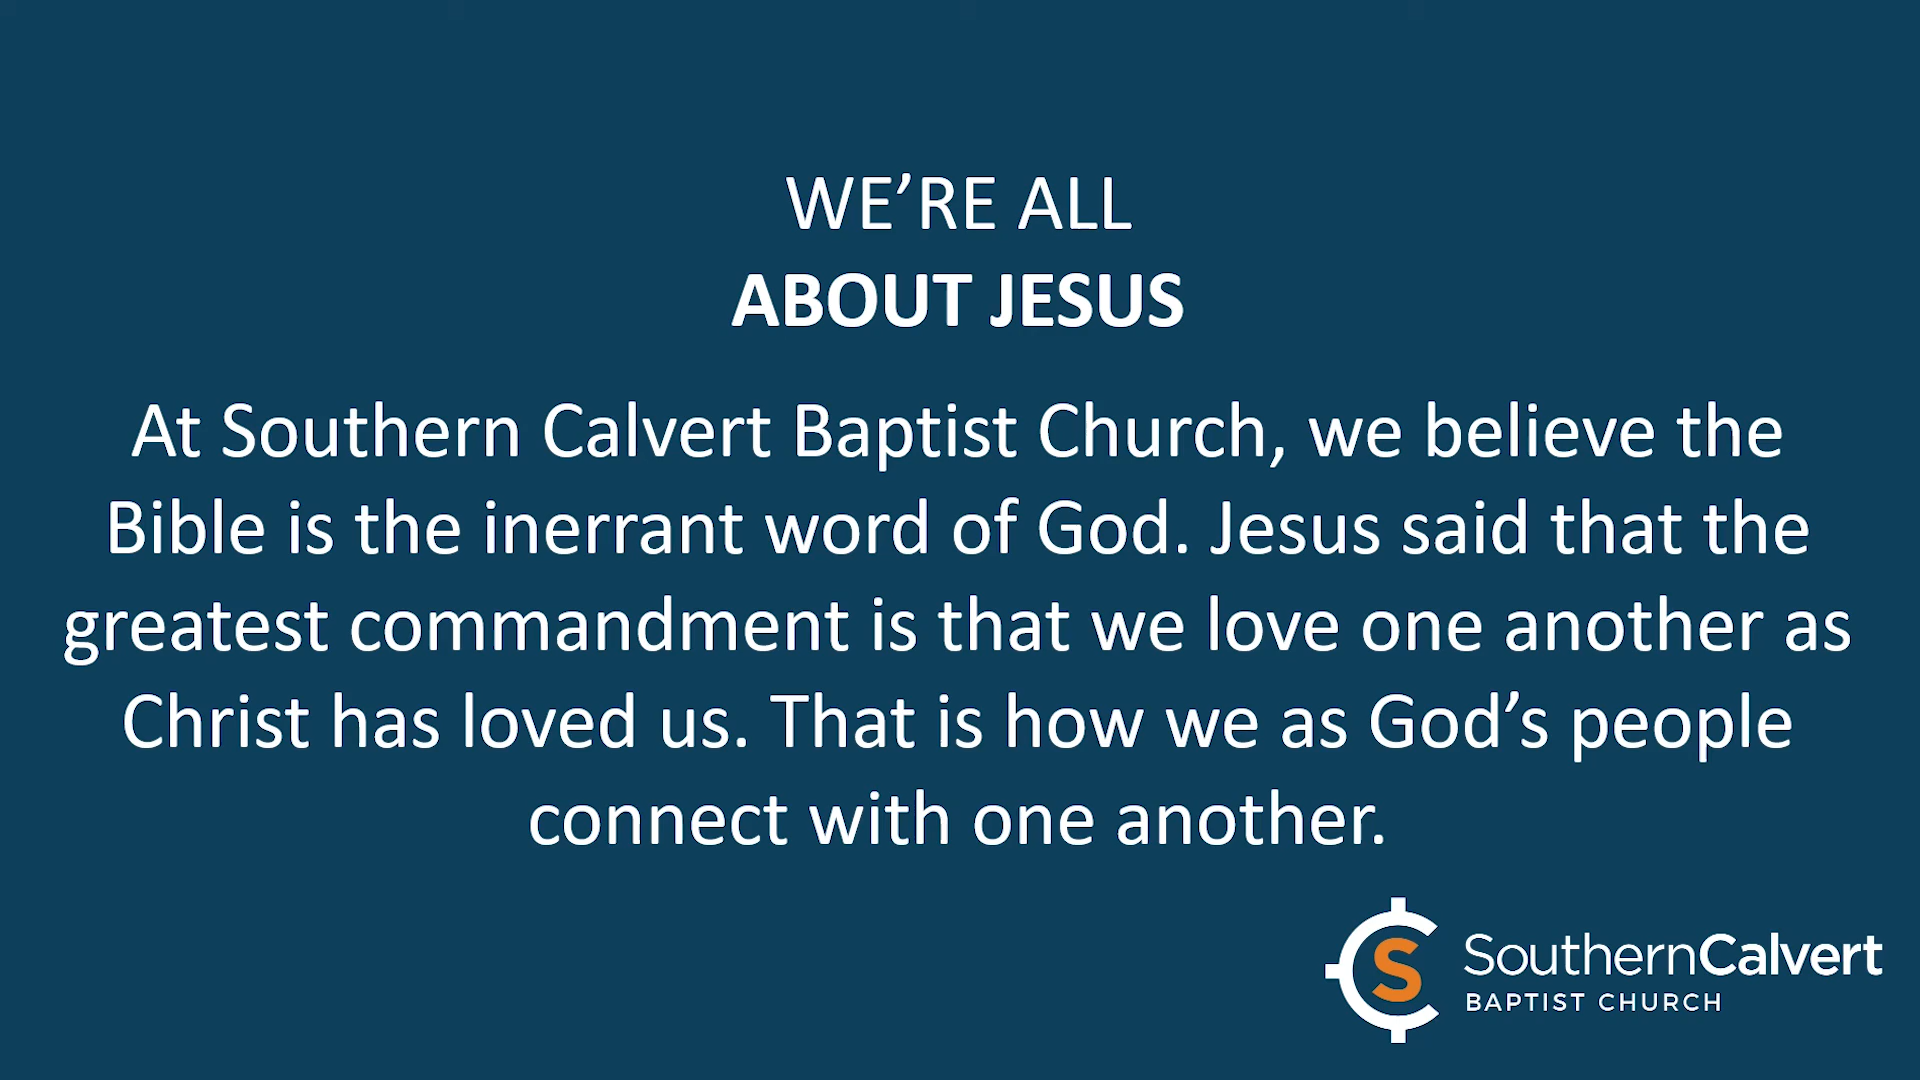 WE’RE ALL
ABOUT JESUS
At Southern Calvert Baptist Church, we believe the
Bible is the inerrant word of God. Jesus said that the
greatest commandment is that we love one another as
Christ has loved us. That is how we as God’s people
connect with one another.
SouthernCalvert
BAPTIST CHURCH